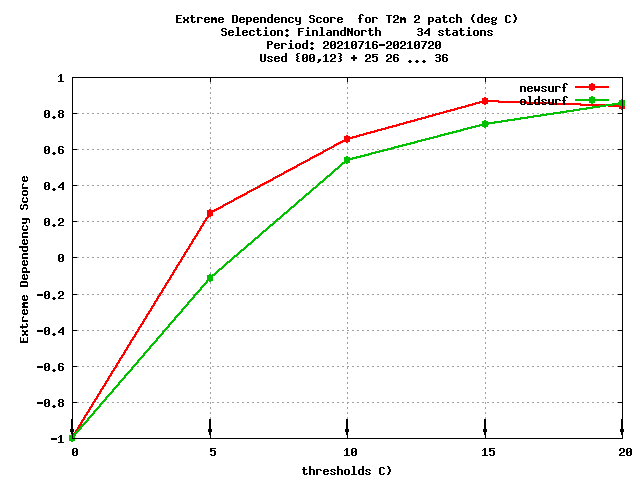 Extreme Dependency Score  for T2m 2 patch (deg C)
Selection: FinlandNorth     34 stations
Period: 20210716-20210720
Used {00,12} + 25 26 ... 36
newsurf
oldsurf
Extreme Dependency Score
1
0.8
0.6
0.4
0.2
0
-0.2
-0.4
-0.6
-0.8
-1
0 5 10 15 20
thresholds C)